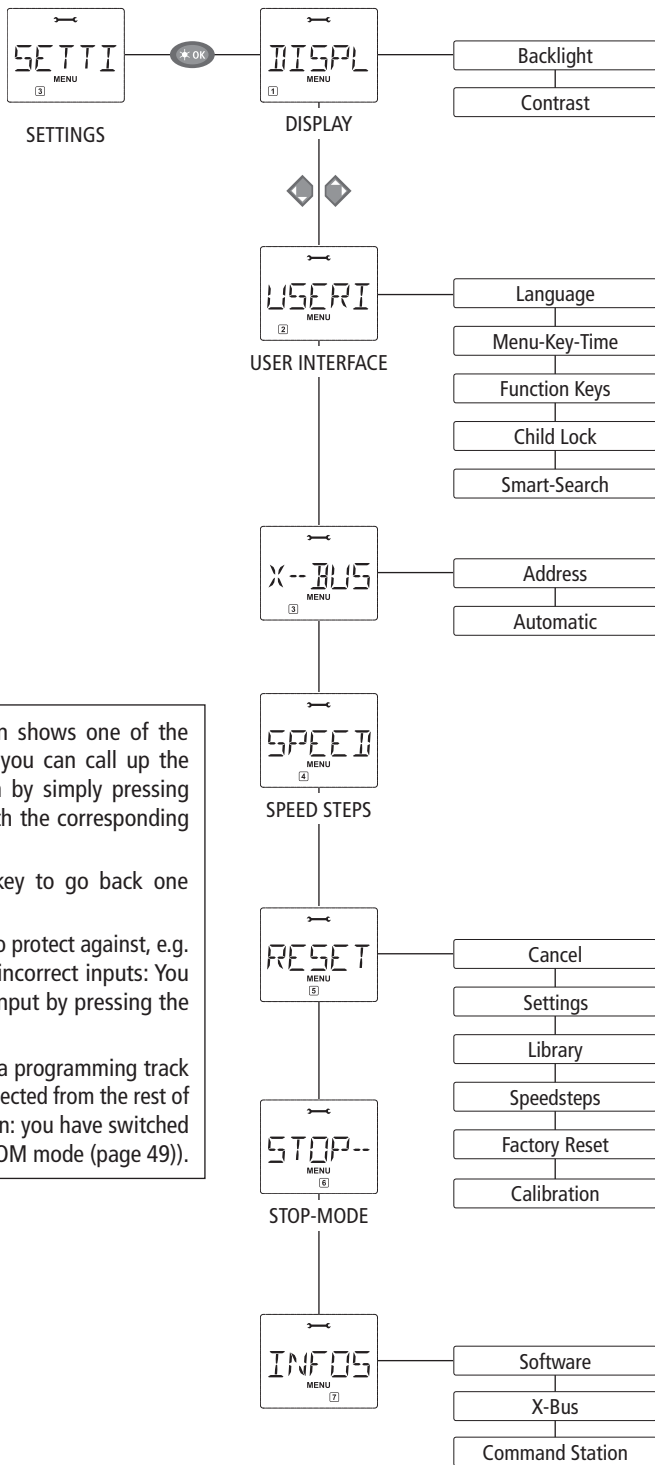 SETTI
MENU
3
SETTINGS
OK
DISPL
MENU
1
DISPLAY
Backlight
Contrast
USERI
MENU
2
USER INTERFACE
Language
Menu-Key-Time
Function Keys
Child Lock
Smart-Search
X--BUS
MENU
3
Address
Automatic
SPEED
MENU
4
SPEED STEPS
shows one of the
you can call up the
by simply pressing
the corresponding
key to go back one
protect against, e.g.
incorrect inputs: You
input by pressing the
a programming track
from the rest of
you have switched
mode (page 49)).
RESET
MENU
5
Cancel
Settings
Library
Speedsteps
Factory Reset
Calibration
STOP--
MENU
6
STOP-MODE
INFOS
MENU
7
Software
X-Bus
Command Station